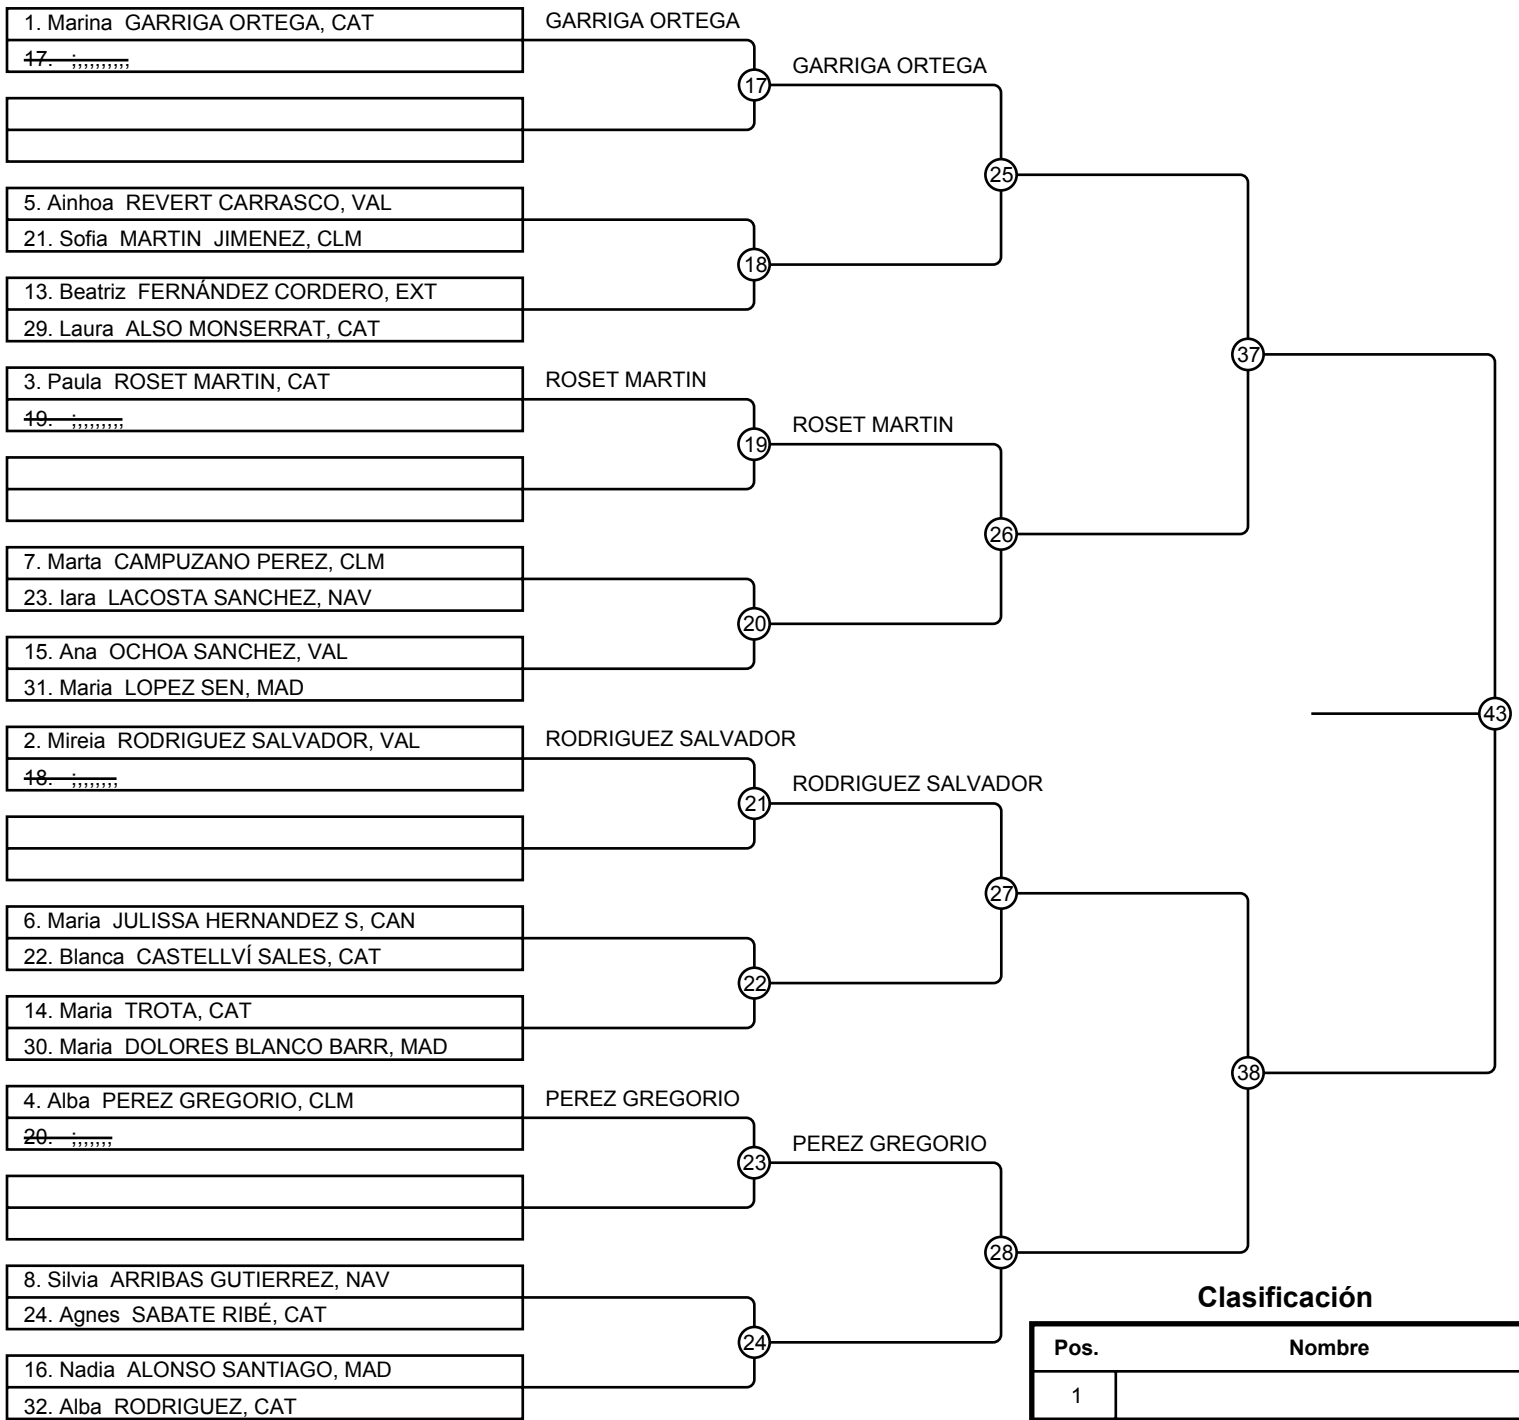 1. Marina GARRIGA ORTEGA, CAT
GARRIGA ORTEGA
17. ;,,,,,,,,,
GARRIGA ORTEGA
17
25
5. Ainhoa REVERT CARRASCO, VAL
21. Sofia MARTIN JIMENEZ, CLM
18
13. Beatriz FERNÁNDEZ CORDERO, EXT
29. Laura ALSO MONSERRAT, CAT
37
3. Paula ROSET MARTIN, CAT
ROSET MARTIN
19. ;,,,,,,,,
ROSET MARTIN
19
26
7. Marta CAMPUZANO PEREZ, CLM
23. Iara LACOSTA SANCHEZ, NAV
20
15. Ana OCHOA SANCHEZ, VAL
31. Maria LOPEZ SEN, MAD
43
2. Mireia RODRIGUEZ SALVADOR, VAL
RODRIGUEZ SALVADOR
18. ;,,,,,,,
RODRIGUEZ SALVADOR
21
27
6. Maria JULISSA HERNANDEZ S, CAN
22. Blanca CASTELLVÍ SALES, CAT
22
14. Maria TROTA, CAT
30. Maria DOLORES BLANCO BARR, MAD
38
4. Alba PEREZ GREGORIO, CLM
PEREZ GREGORIO
20. ;,,,,,,
PEREZ GREGORIO
23
28
8. Silvia ARRIBAS GUTIERREZ, NAV
24. Agnes SABATE RIBÉ, CAT
24
16. Nadia ALONSO SANTIAGO, MAD
32. Alba RODRIGUEZ, CAT
Clasificación
Pos. Nombre
1